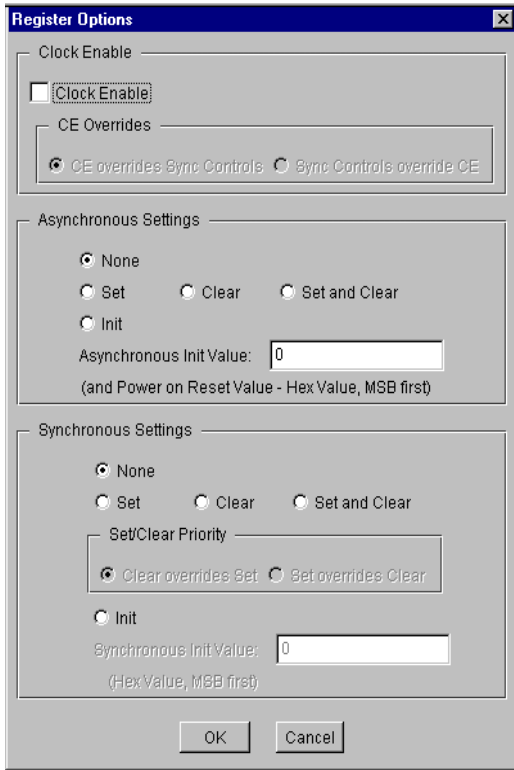 Register Options
Clock Enable
Clock Enable
CE Overrides
CE overrides Sync Controls Sync Controls override CE
Asynchronous Settings
None
Set Clear Set and Clear
Init
Asynchronous Init Value: 0
(and Power on Reset Value - Hex Value, MSB first)
Synchronous Settings
None
Set Clear Set and Clear
Set/Clear Priority
Clear overrides Set Set overrides Clear
Init
Synchronous Init Value: 0
(Hex Value, MSB first)
OK Cancel